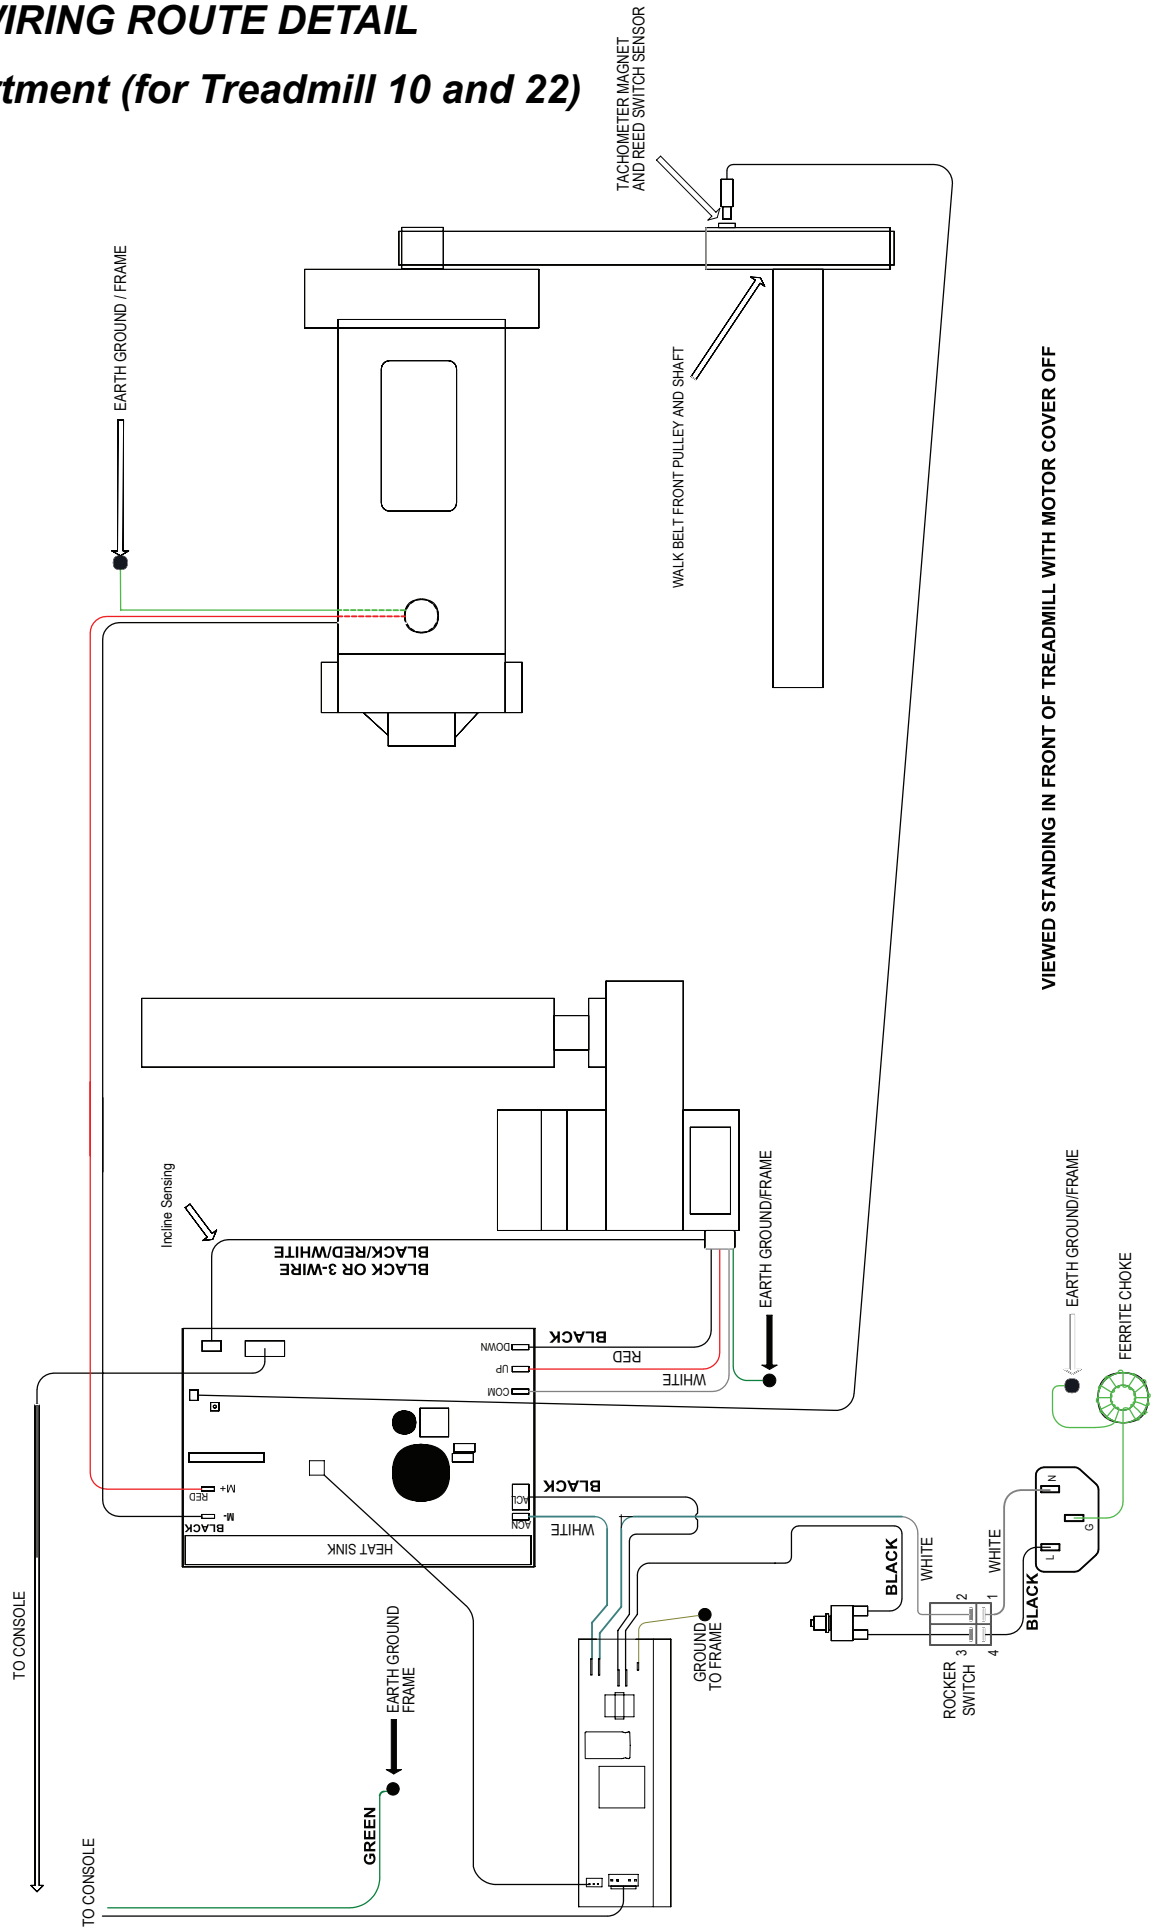 WIRING ROUTE DETAIL
rtment (for Treadmill 10 and 22)
TACHOMETER MAGNET
AND REED SWITCH SENSOR
EARTH GROUND / FRAME
WALK BELT FRONT PULLEY AND SHAFT
VIEWED STANDING IN FRONT OF TREADMILL WITH MOTOR COVER OFF
Incline Sensing
BLACK OR 3-WIRE
BLACK/RED/WHITE
EARTH GROUND/FRAME
EARTH GROUND/FRAME
FERRITE CHOKE
DOWN
BLACK
UP
RED
COM
WHITE
M+
RED
M-
BLACK
ACL
BLACK
ACN
WHITE
HEAT SINK
TO CONSOLE
EARTH GROUND
FRAME
GREEN
TO CONSOLE
GROUND
TO FRAME
BLACK
WHITE
WHITE
BLACK
N
G
L
2
1
3
4
ROCKER
SWITCH